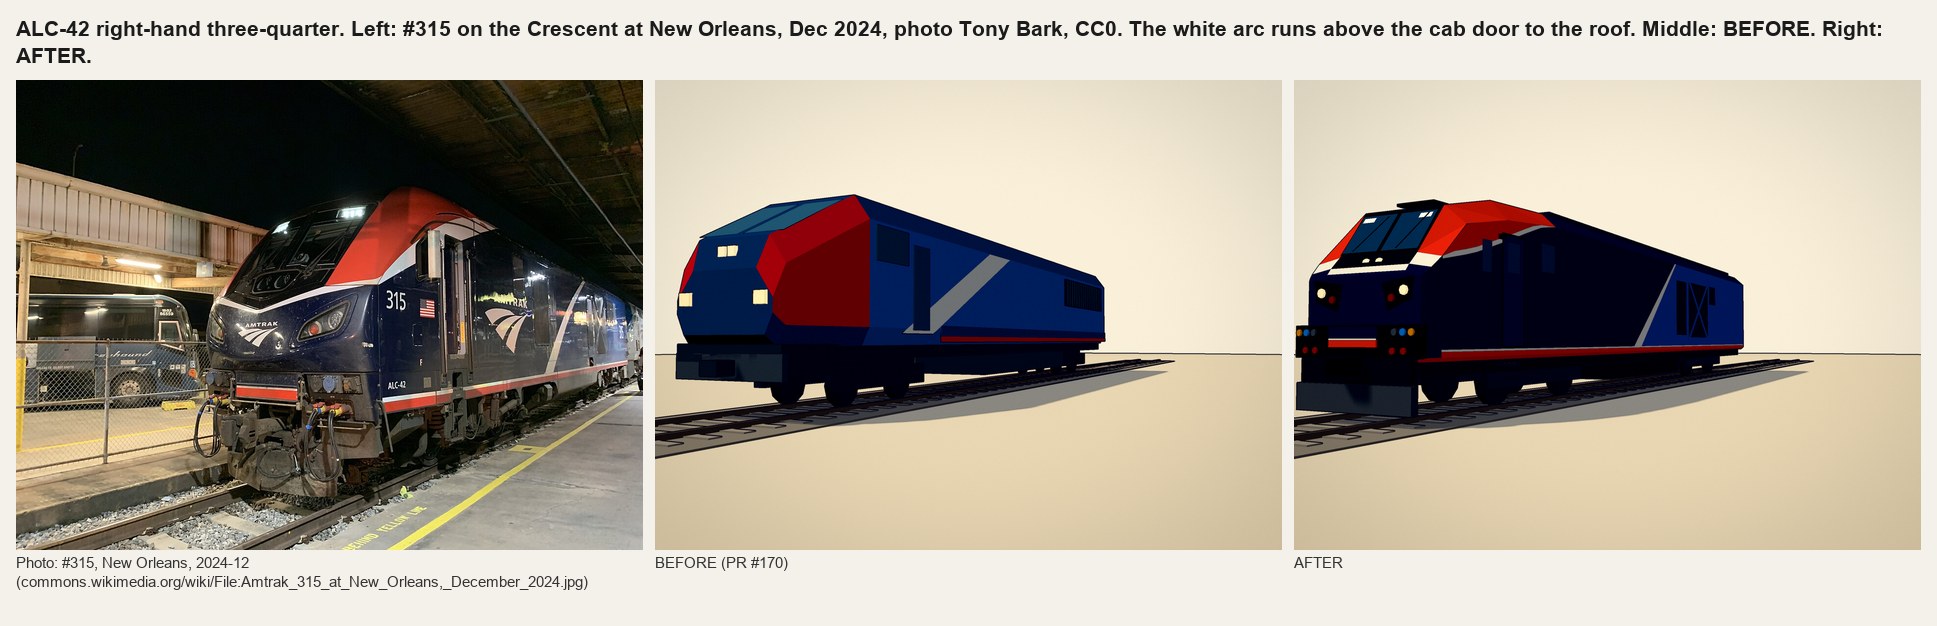 ALC-42 right-hand three-quarter. Left: #315 on the Crescent at New Orleans, Dec 2024, photo Tony Bark, CC0. The white arc runs above the cab door to the roof. Middle: BEFORE. Right:
AFTER.
AMTRAK
315
AMTRAK
ALC-42
BEHIND YELLOW LINE
Photo: #315, New Orleans, 2024-12
(commons.wikimedia.org/wiki/File:Amtrak_315_at_New_Orleans,_December_2024.jpg)
BEFORE (PR #170)
AFTER